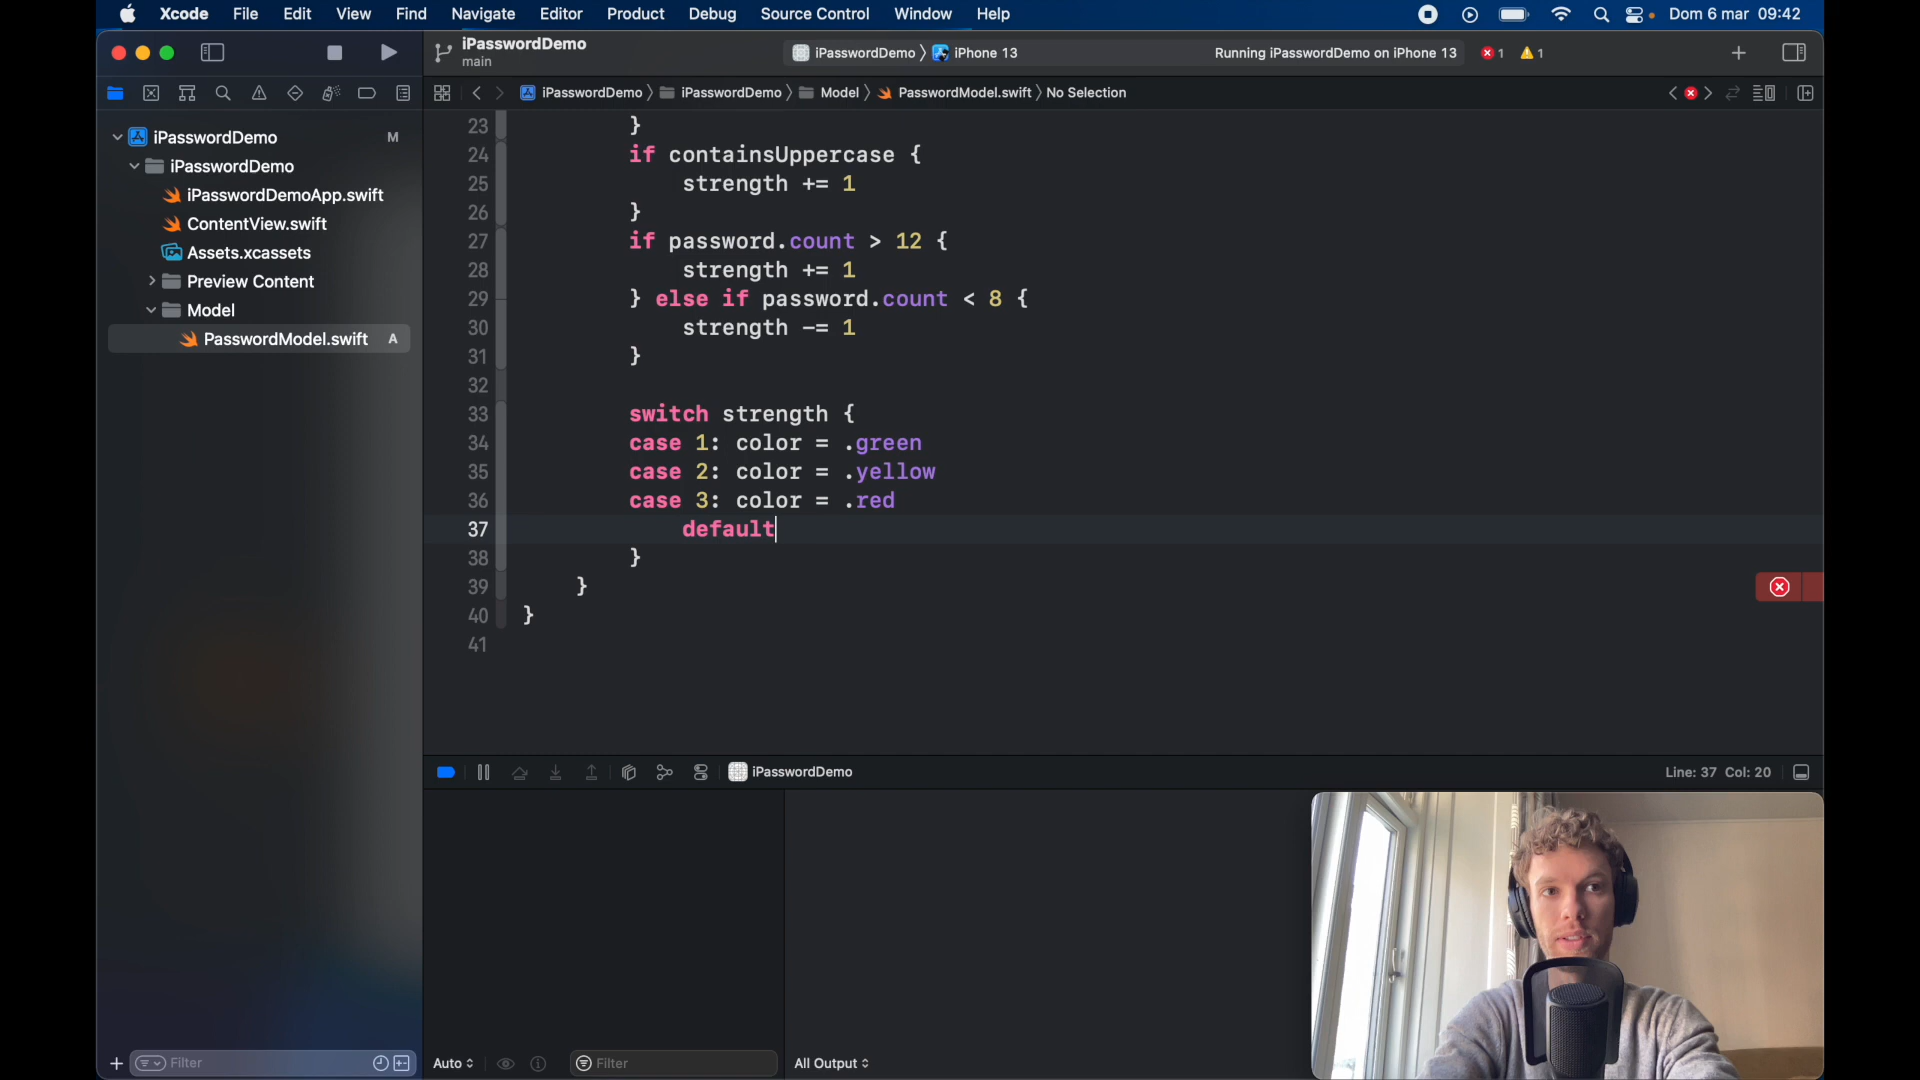 Xcode File Edit View Find Navigate Editor Product Debug Source Control Window Help Dom 6 mar 09:42
iPasswordDemo
main
iPasswordDemo iPhone 13 Running iPasswordDemo on iPhone 13 1 1
iPasswordDemo iPasswordDemo Model PasswordModel.swift No Selection
iPasswordDemo M
iPasswordDemo
iPasswordDemoApp.swift
ContentView.swift
Assets.xcassets
Preview Content
Model
PasswordModel.swift A
23 }
24 if containsUppercase {
25 strength += 1
26 }
27 if password.count > 12 {
28 strength += 1
29 } else if password.count < 8 {
30 strength -= 1
31 }
32
33 switch strength {
34 case 1: color = .green
35 case 2: color = .yellow
36 case 3: color = .red
37 default
38 }
39 }
40 }
41
iPasswordDemo Line: 37 Col: 20
Filter Auto Filter All Output